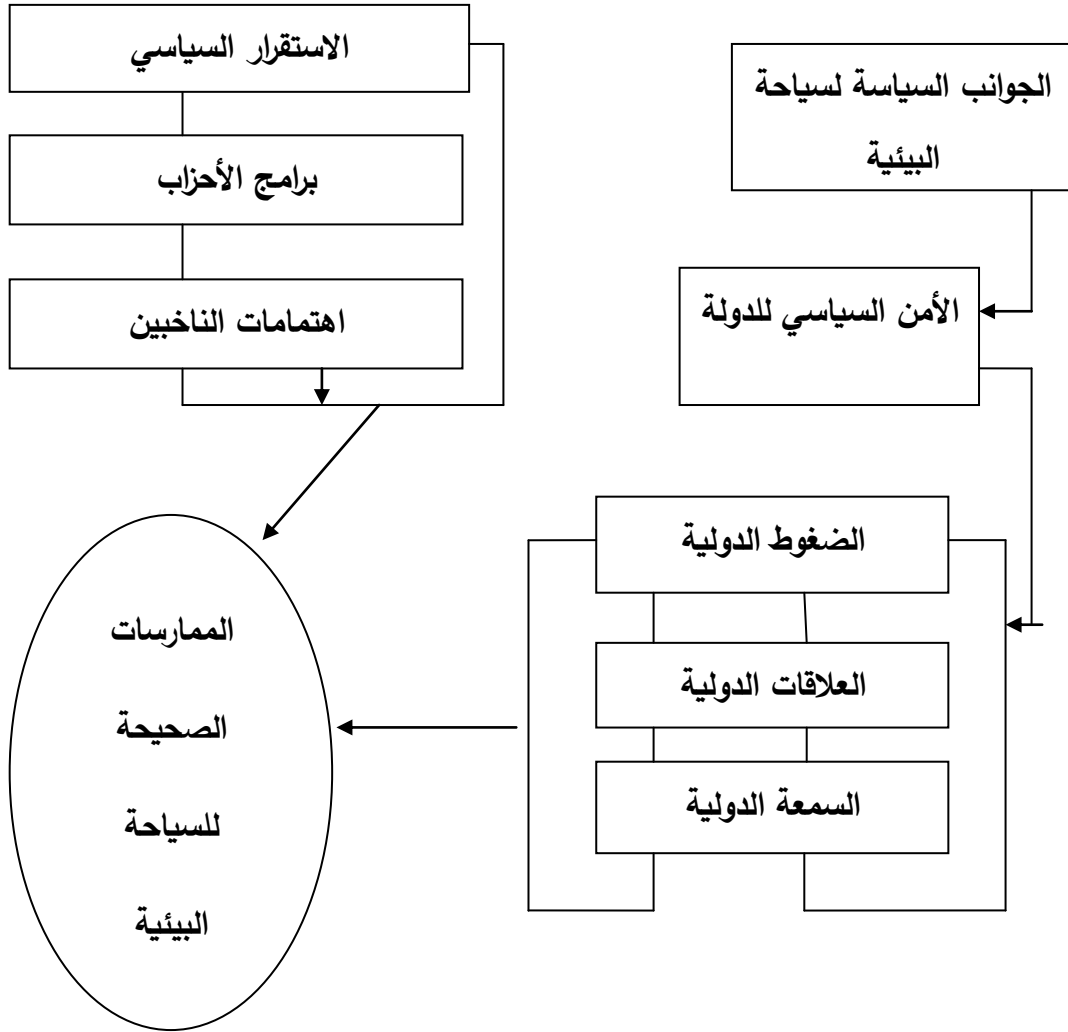 الجوانب السياسة لسياحة
البيئية
الأمن السياسي للدولة
الضغوط الدولية
العلاقات الدولية
السمعة الدولية
الاستقرار السياسي
برامج الأحزاب
اهتمامات الناخبين
الممارسات
الصحيحة
للسياحة
البيئية